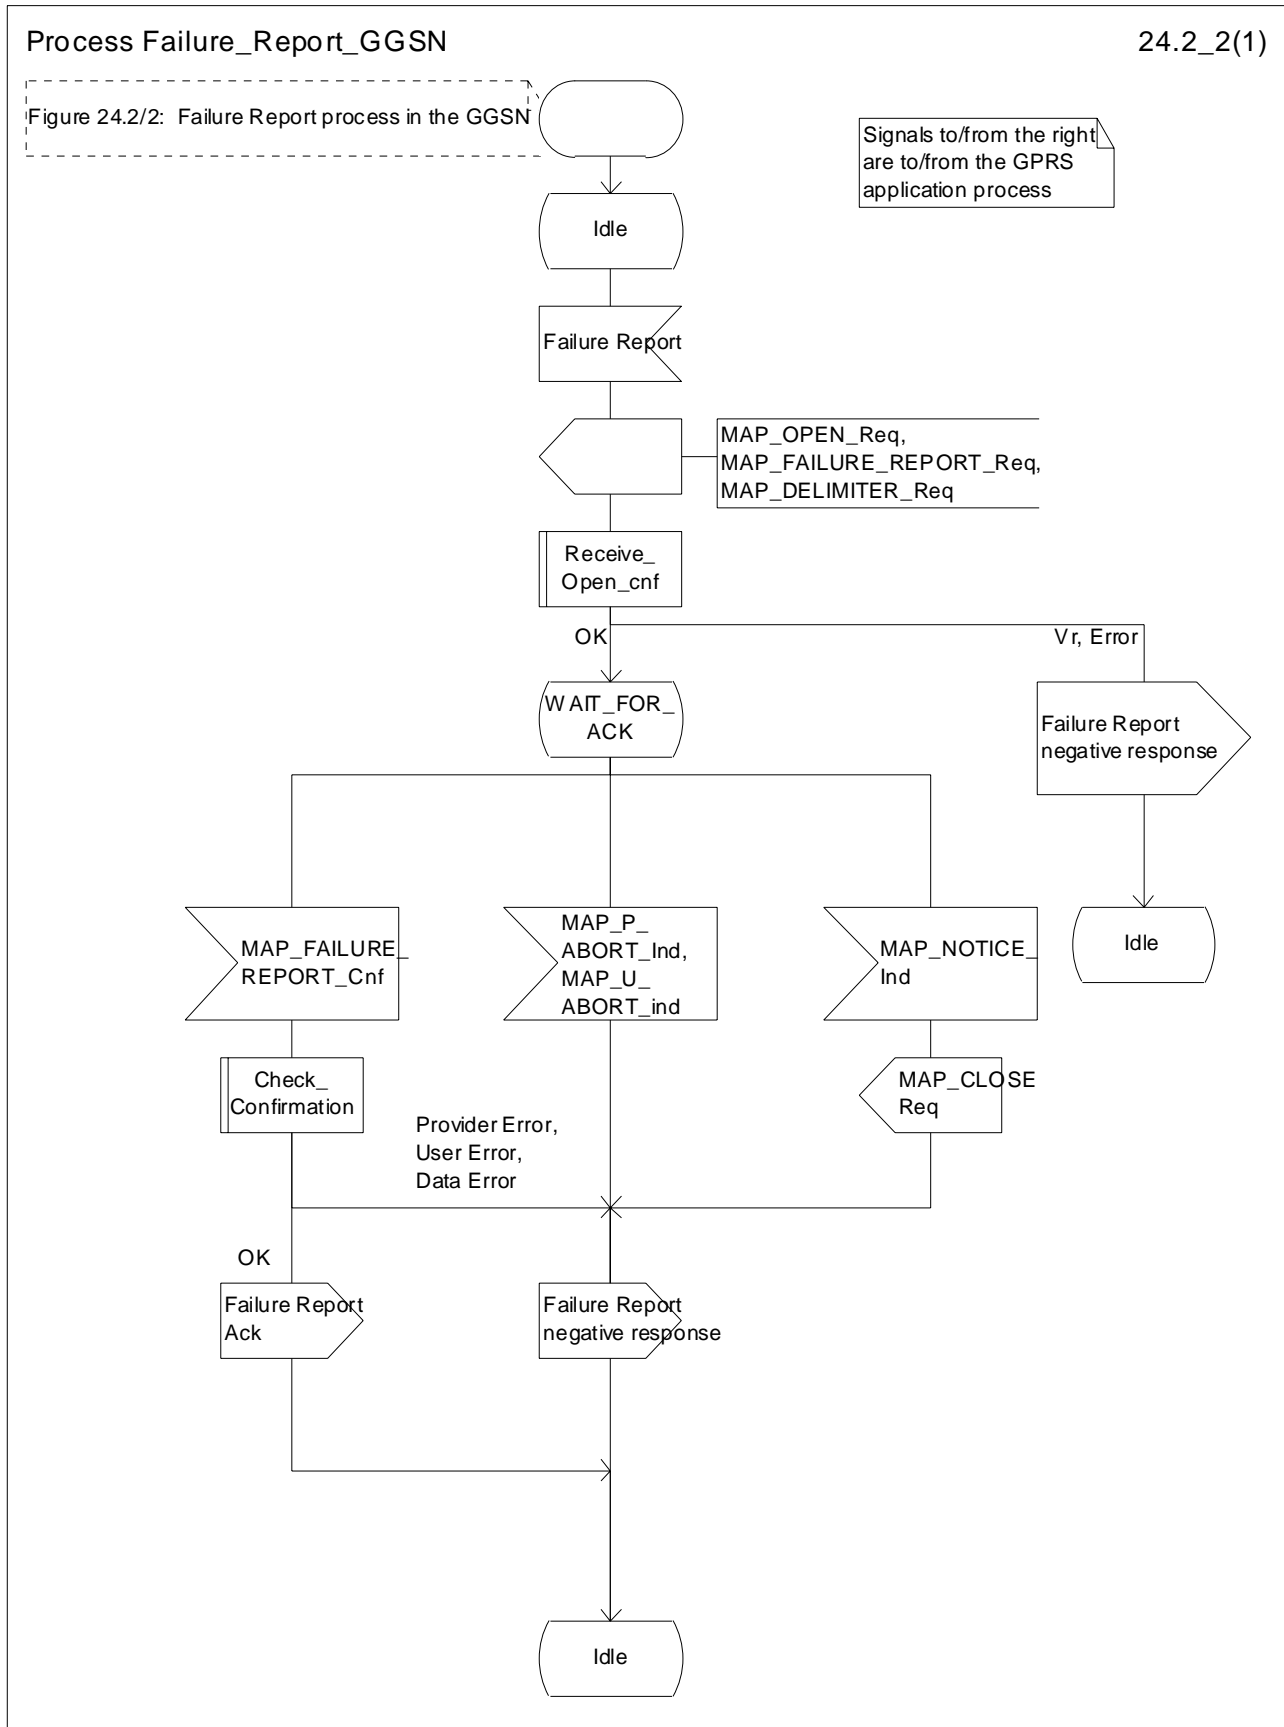 Process Failure_Report_GGSN
24.2_2(1)
Figure 24.2/2: Failure Report process in the GGSN
Signals to/from the right
are to/from the GPRS
application process
Idle
Failure Report
MAP_OPEN_Req,
MAP_FAILURE_REPORT_Req,
MAP_DELIMITER_Req
Receive_
Open_cnf
OK
Vr, Error
WAIT_FOR_
ACK
Failure Report
negative response
Idle
MAP_FAILURE_
REPORT_Cnf
MAP_P_
ABORT_Ind,
MAP_U_
ABORT_ind
MAP_NOTICE_
Ind
Check_
Confirmation
MAP_CLOSE
Req
Provider Error,
User Error,
Data Error
OK
Failure Report
Ack
Failure Report
negative response
Idle